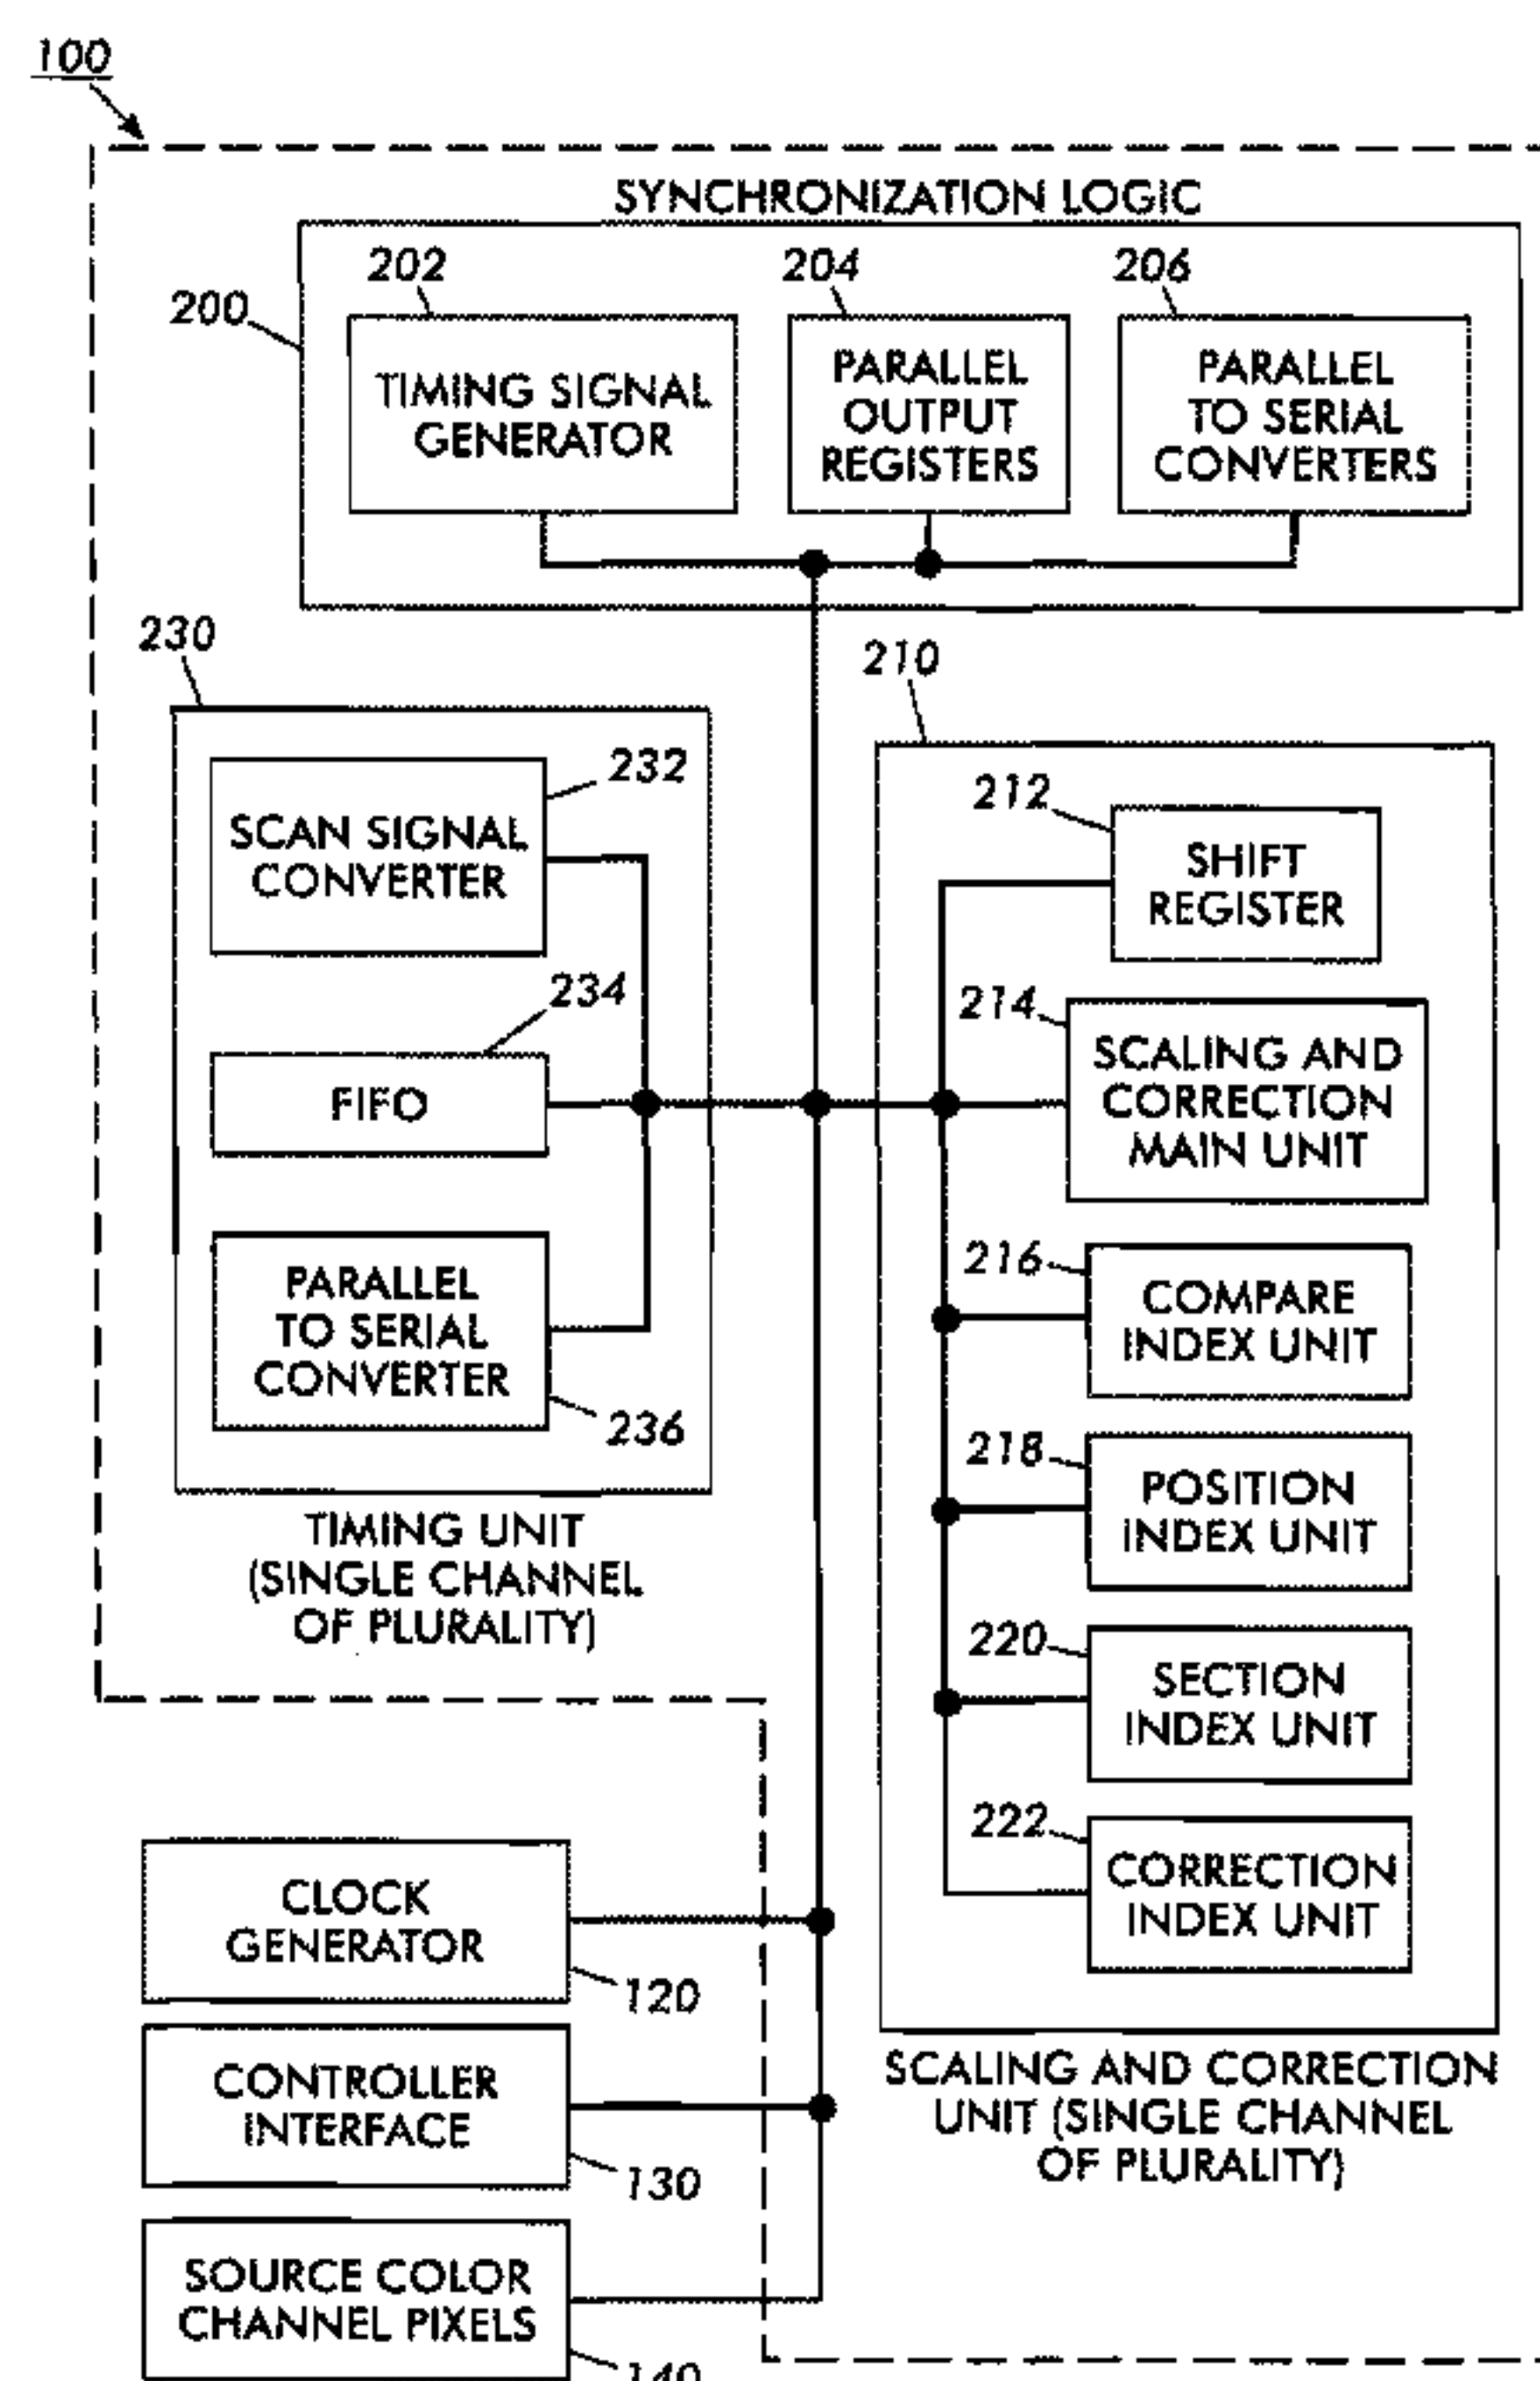 100
SYNCHRONIZATION LOGIC
200
202
TIMING SIGNAL
GENERATOR
204
PARALLEL
OUTPUT
REGISTERS
206
PARALLEL
TO SERIAL
CONVERTERS
230
232
SCAN SIGNAL
CONVERTER
234
FIFO
PARALLEL
TO SERIAL
CONVERTER
236
TIMING UNIT
(SINGLE CHANNEL
OF PLURALITY)
210
212
SHIFT
REGISTER
214
SCALING AND
CORRECTION
MAIN UNIT
216
COMPARE
INDEX UNIT
218
POSITION
INDEX UNIT
220
SECTION
INDEX UNIT
222
CORRECTION
INDEX UNIT
SCALING AND CORRECTION
UNIT (SINGLE CHANNEL
OF PLURALITY)
CLOCK
GENERATOR
120
CONTROLLER
INTERFACE
130
SOURCE COLOR
CHANNEL PIXELS
140